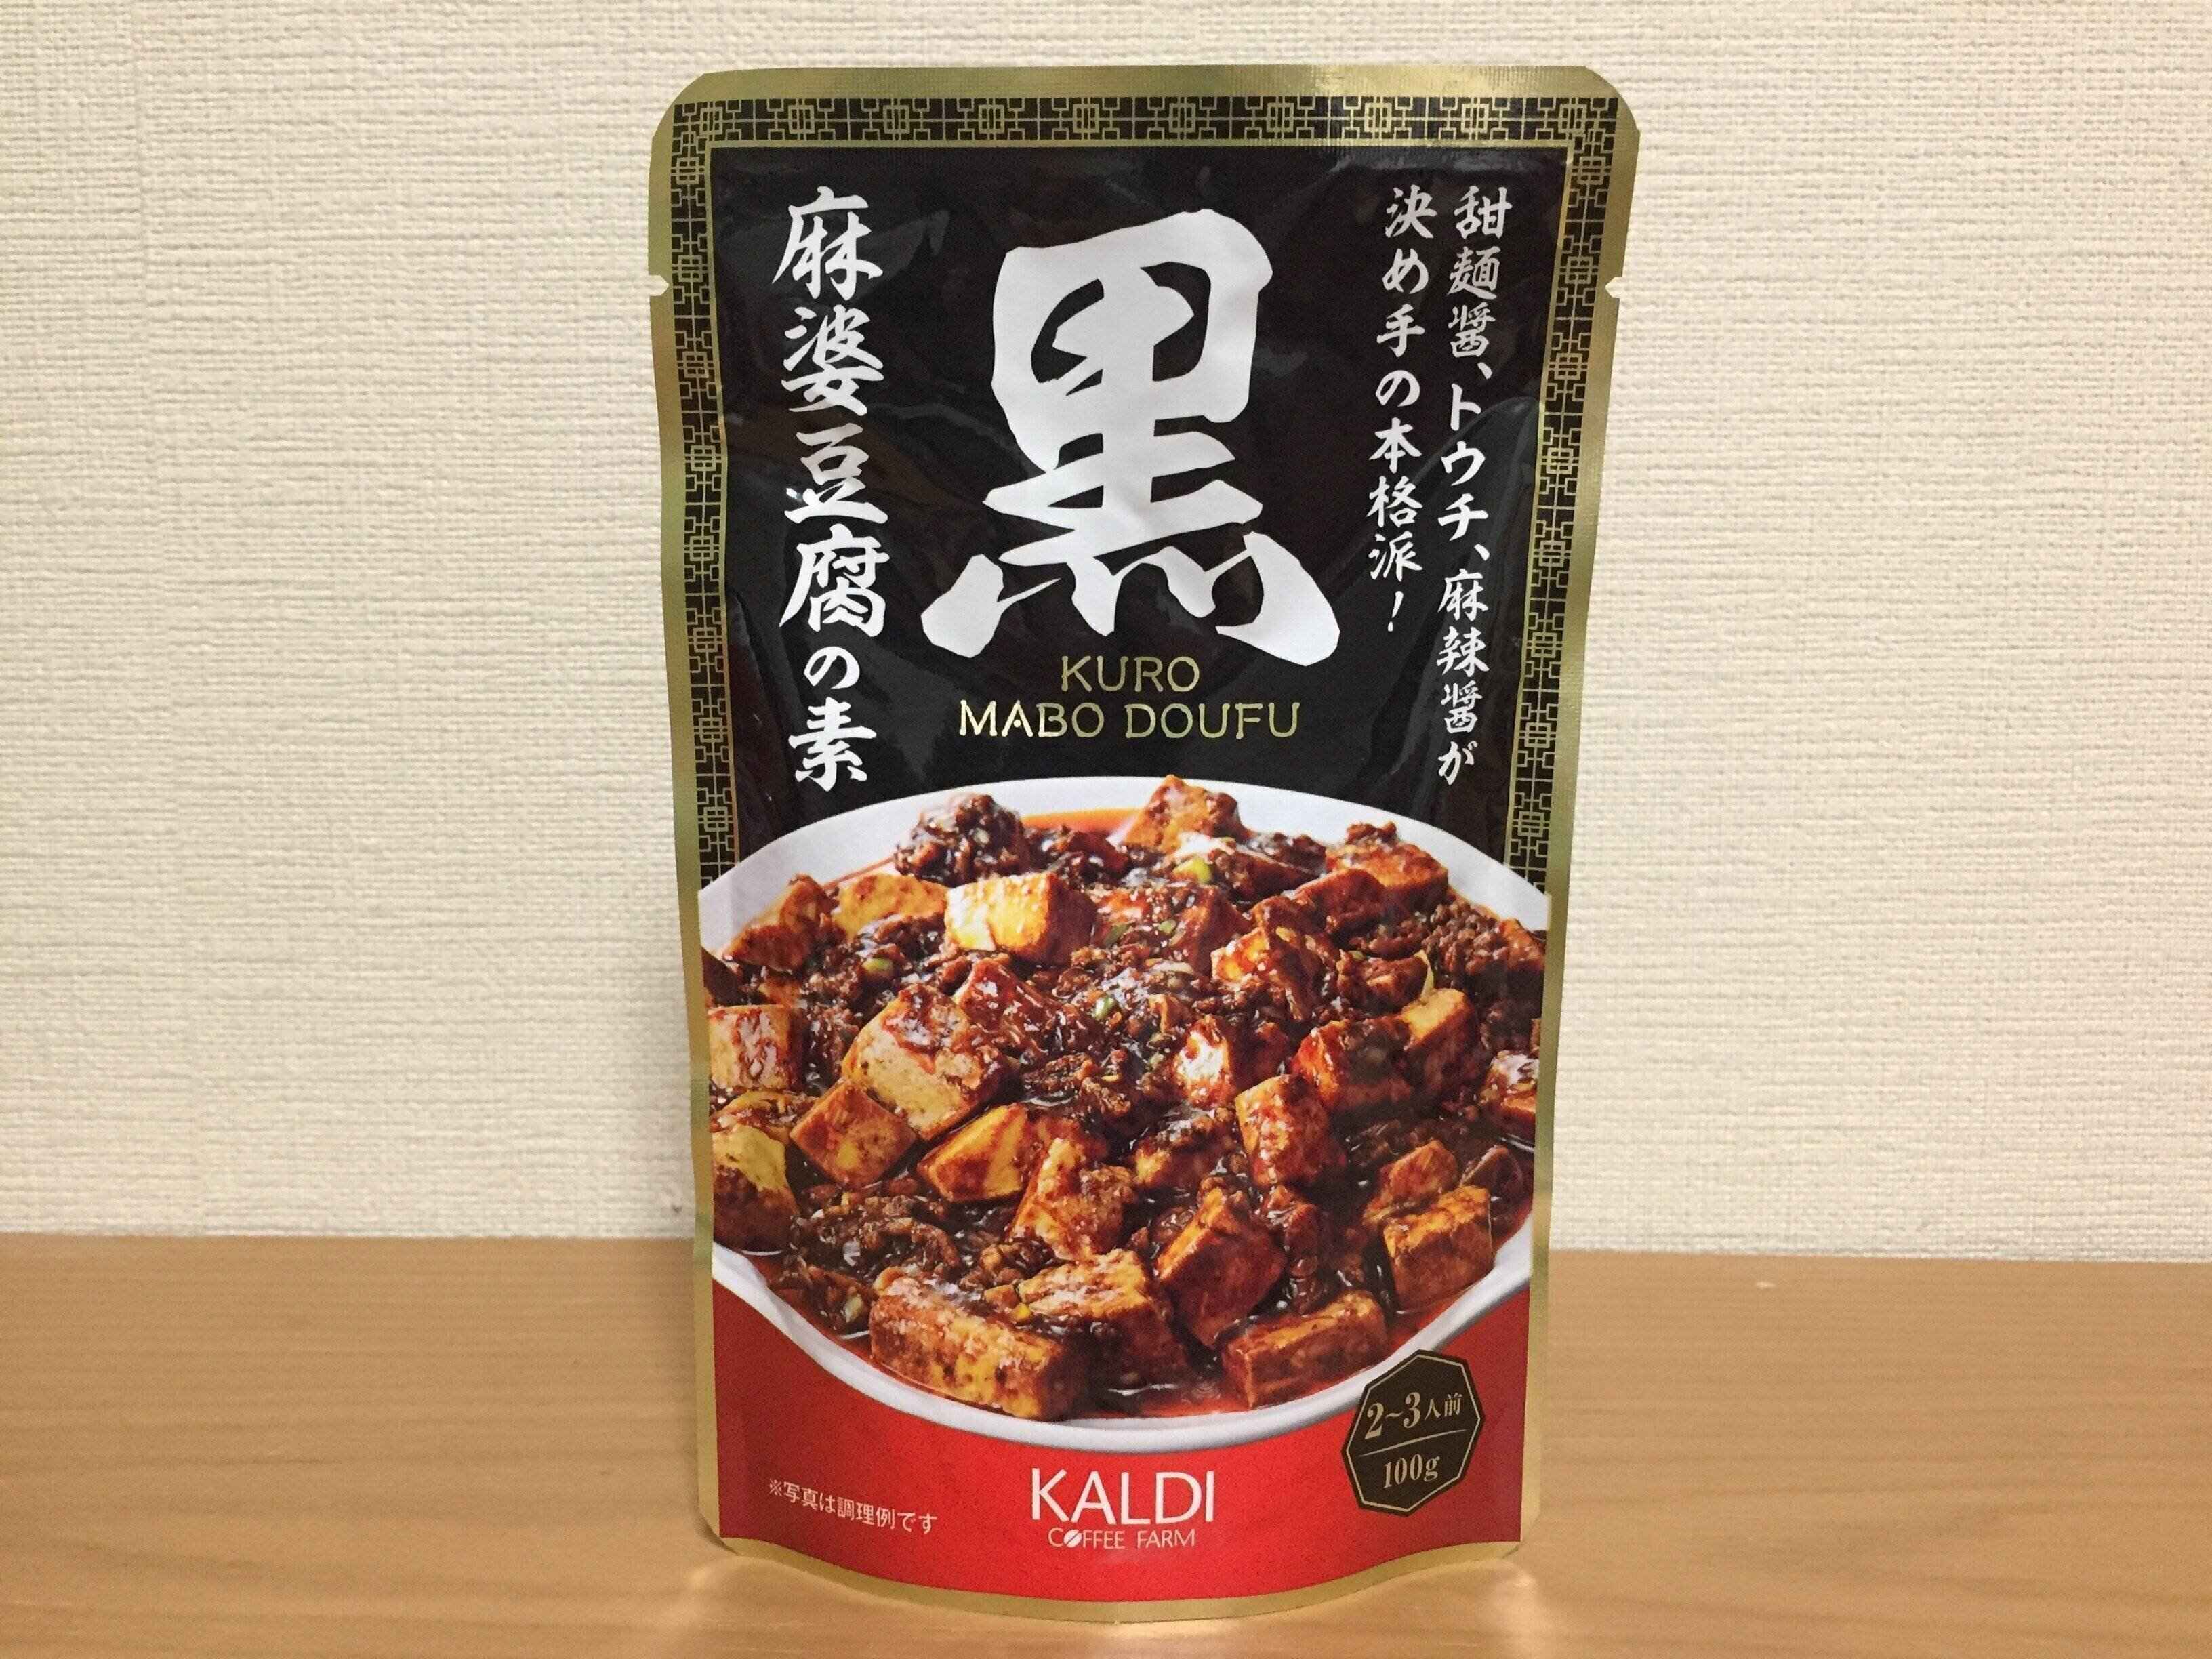 甜麺醤、トウチ、麻辣醤が
決め手の本格派！
黒
麻婆豆腐の素
KURO
MABO DOUFU
2~3人前
100g
※写真は調理例です
KALDI
COFFEE FARM